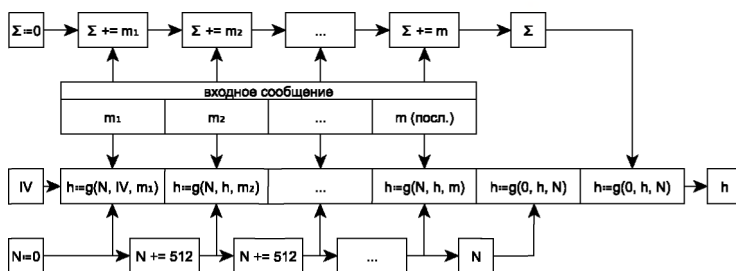 Σ:=0 Σ += m₁ Σ += m₂ ... Σ += m Σ
входное сообщение
m₁ m₂ ... m (посл.)
IV h:=g(N, IV, m₁) h:=g(N, h, m₂) ... h:=g(N, h, m) h:=g(0, h, N) h:=g(0, h, N) h
N:=0 N += 512 N += 512 ... N